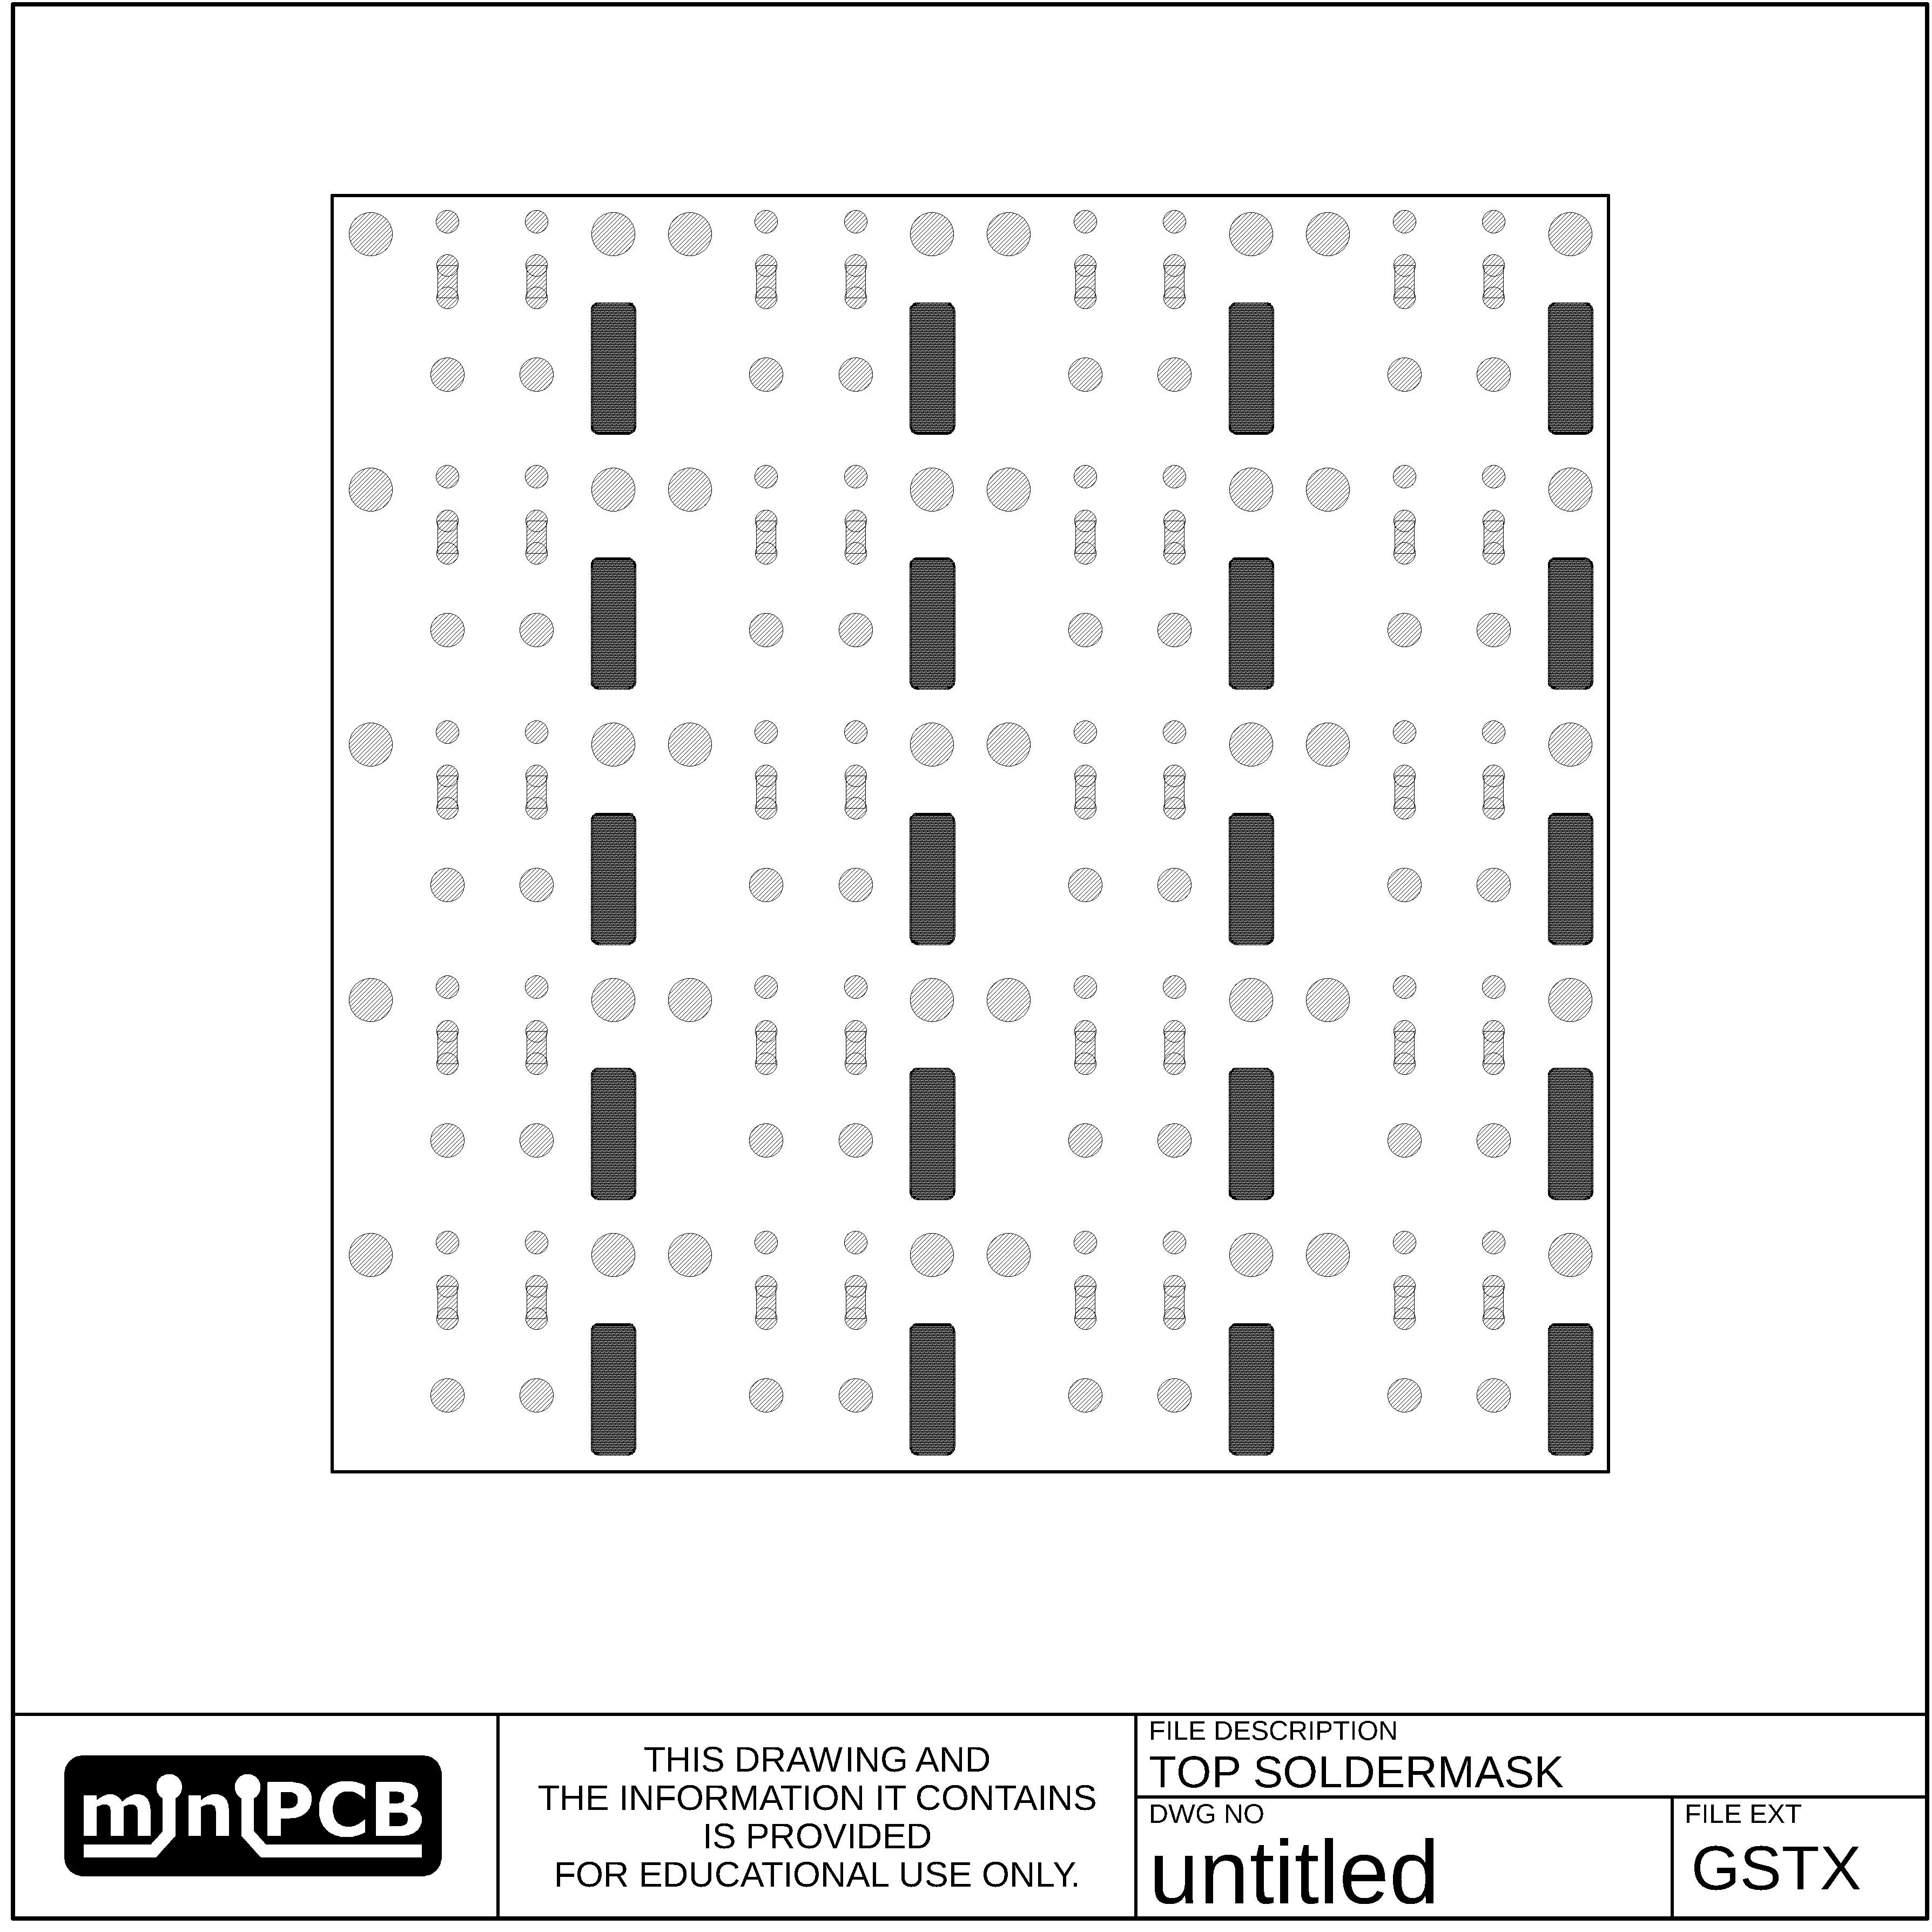 miniPCB
THIS DRAWING AND
THE INFORMATION IT CONTAINS
IS PROVIDED
FOR EDUCATIONAL USE ONLY.
FILE DESCRIPTION
TOP SOLDERMASK
DWG NO
untitled
FILE EXT
GSTX